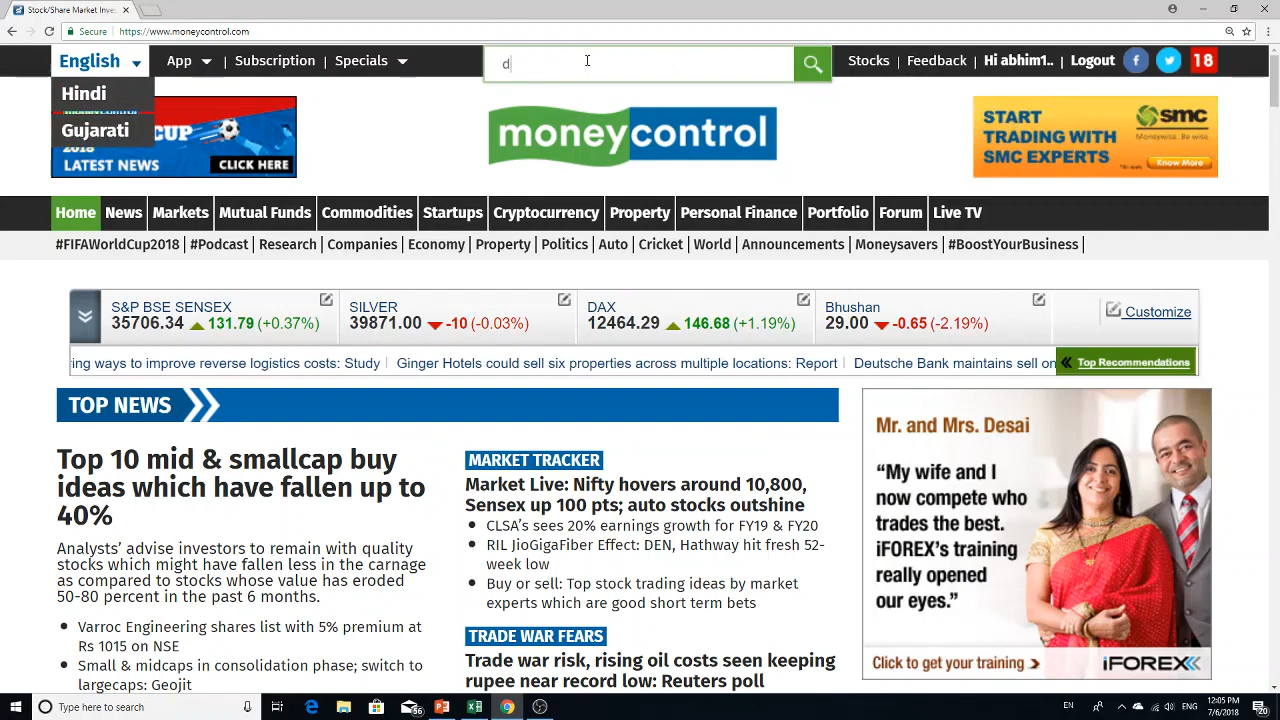 Stock/Share Market Inves
Secure | https://www.moneycontrol.com
English App Subscription Specials
d
Stocks Feedback Hi abhim1.. Logout 18
Hindi
Gujarati
CUP
2018
LATEST NEWS CLICK HERE
moneycontrol
START
TRADING WITH
SMC EXPERTS
smc
Moneywise. Be wise.
Know More
Home News Markets Mutual Funds Commodities Startups Cryptocurrency Property Personal Finance Portfolio Forum Live TV
#FIFAWorldCup2018 #Podcast Research Companies Economy Property Politics Auto Cricket World Announcements Moneysavers #BoostYourBusiness
S&P BSE SENSEX
35706.34 131.79 (+0.37%)
SILVER
39871.00 -10 (-0.03%)
DAX
12464.29 146.68 (+1.19%)
Bhushan
29.00 -0.65 (-2.19%)
Customize
ing ways to improve reverse logistics costs: Study | Ginger Hotels could sell six properties across multiple locations: Report | Deutsche Bank maintains sell on
Top Recommendations
TOP NEWS
Top 10 mid & smallcap buy
ideas which have fallen up to
40%
Analysts' advise investors to remain with quality
stocks which might have fallen less in the carnage
as compared to stocks whose value has eroded
50-80 percent in the past 6 months.
Varroc Engineering shares list with 5% premium at
Rs 1015 on NSE
Small & midcaps in consolidation phase; switch to
largecaps: Geojit
MARKET TRACKER
Market Live: Nifty hovers around 10,800,
Sensex up 100 pts; auto stocks outshine
CLSA's sees 20% earnings growth for FY19 & FY20
RIL JioGigaFiber Effect: DEN, Hathway hit fresh 52-
week low
Buy or sell: Top stock trading ideas by market
experts which are good short term bets
TRADE WAR FEARS
Trade war risk, rising oil costs seen keeping
rupee near record low: Reuters poll
Mr. and Mrs. Desai
"My wife and I
now compete who
trades the best.
iFOREX's training
really opened
our eyes."
Click to get your training
iFOREX
Type here to search
EN
ENG
12:05 PM
7/6/2018
20